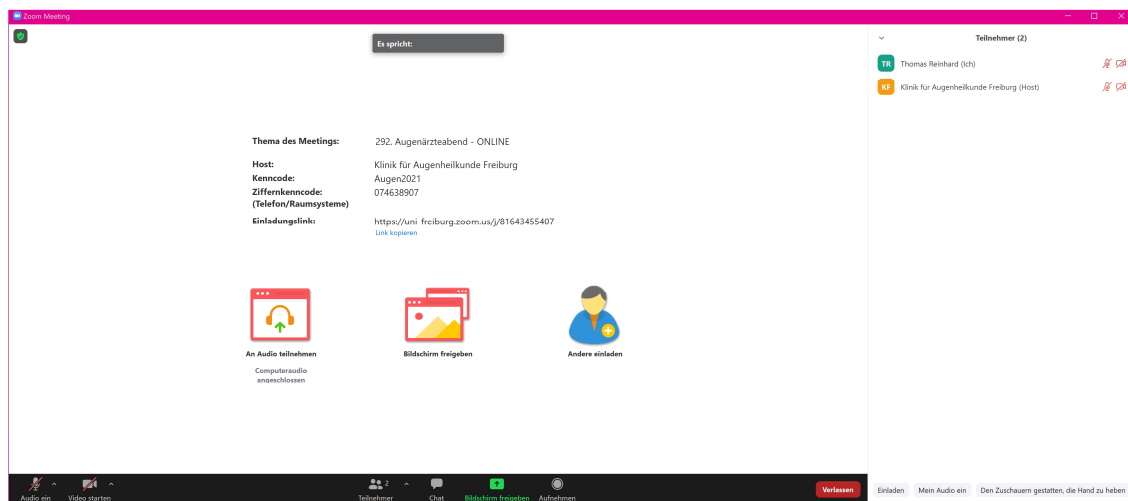 Zoom Meeting
Es spricht:
Thema des Meetings: 292. Augenärzteabend - ONLINE
Host: Klinik für Augenheilkunde Freiburg
Kenncode: Augen2021
Ziffernkenncode: 074638907
(Telefon/Raumsysteme)
Einladungslink: https://uni-freiburg.zoom.us/j/81643455407
Link kopieren
An Audio teilnehmen
Bildschirm freigeben
Andere einladen
Computeraudio
angeschlossen
Teilnehmer (2)
TR Thomas Reinhard (Ich)
KF Klinik für Augenheilkunde Freiburg (Host)
2
Audio ein
Video starten
Teilnehmer
Chat
Bildschirm freigeben
Aufnehmen
Verlassen
Einladen
Mein Audio ein
Den Zuschauern gestatten, die Hand zu heben